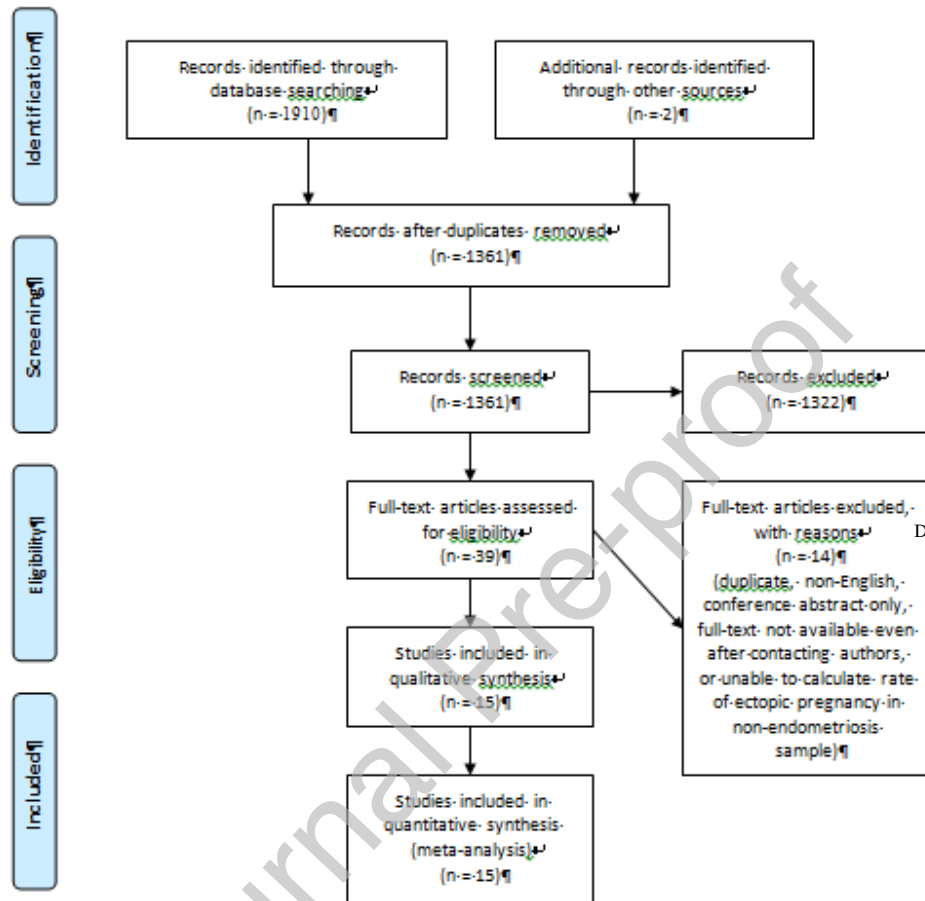 Identification¶
Records·identified·through·
database·searching↵
(n·=·1910)¶
Additional·records·identified·
through·other·sources↵
(n·=·2)¶
Records·after·duplicates·removed↵
(n·=·1361)¶
Screening¶
Records·screened↵
(n·=·1361)¶
Records·excluded↵
(n·=·1322)¶
Eligibility¶
Full-text·articles·assessed·
for·eligibility↵
(n·=·39)¶
Full-text·articles·excluded,·
with·reasons↵
(n·=·14)¶
(duplicate,·non-English,·
conference·abstract·only,·
full-text·not·available·even·
after·contacting·authors,·
or·unable·to·calculate·rate·
of·ectopic·pregnancy·in·
non-endometriosis·
sample)¶
D
Studies·included·in·
qualitative·synthesis↵
(n·=·15)¶
Included¶
Studies·included·in·
quantitative·synthesis·
(meta-analysis)↵
(n·=·15)¶
urnal Pre-proof